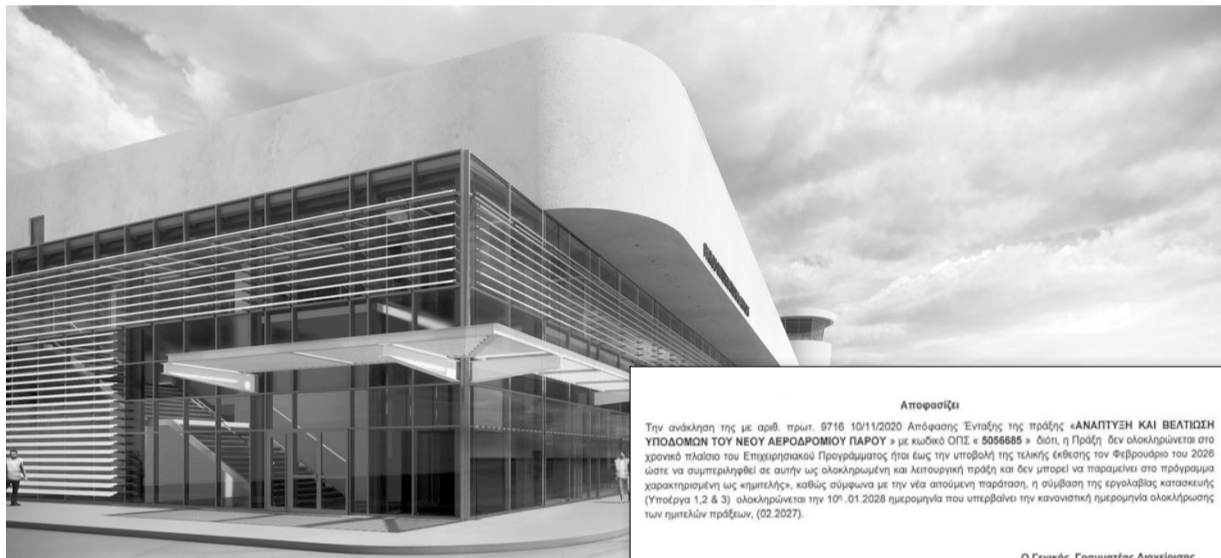 Αποφασίζει
Την ανάκληση της με αριθ. πρωτ. 9716 10/11/2020 Απόφασης Ένταξης της πράξης «ΑΝΑΠΤΥΞΗ ΚΑΙ ΒΕΛΤΙΩΣΗ
ΥΠΟΔΟΜΩΝ ΤΟΥ ΝΕΟΥ ΑΕΡΟΔΡΟΜΙΟΥ ΠΑΡΟΥ » με κωδικό ΟΠΣ « 5056685 » διότι, η Πράξη δεν ολοκληρώνεται στο
χρονικό πλαίσιο του Επιχειρησιακού Προγράμματος ήτοι έως την υποβολή της τελικής έκθεσης τον Φεβρουάριο του 2026
ώστε να συμπεριληφθεί σε αυτήν ως ολοκληρωμένη και λειτουργική πράξη και δεν μπορεί να παραμείνει στο πρόγραμμα
χαρακτηρισμένη ως «ημιτελής», καθώς σύμφωνα με την νέα αιτούμενη παράταση, η σύμβαση της εργολαβίας κατασκευής
(Υποέργα 1,2 & 3) ολοκληρώνεται την 10η .01.2028 ημερομηνία που υπερβαίνει την κανονιστική ημερομηνία ολοκλήρωσης
των ημιτελών πράξεων, (02.2027).
Ο Γενικός Γραμματέας Διαχείρισης